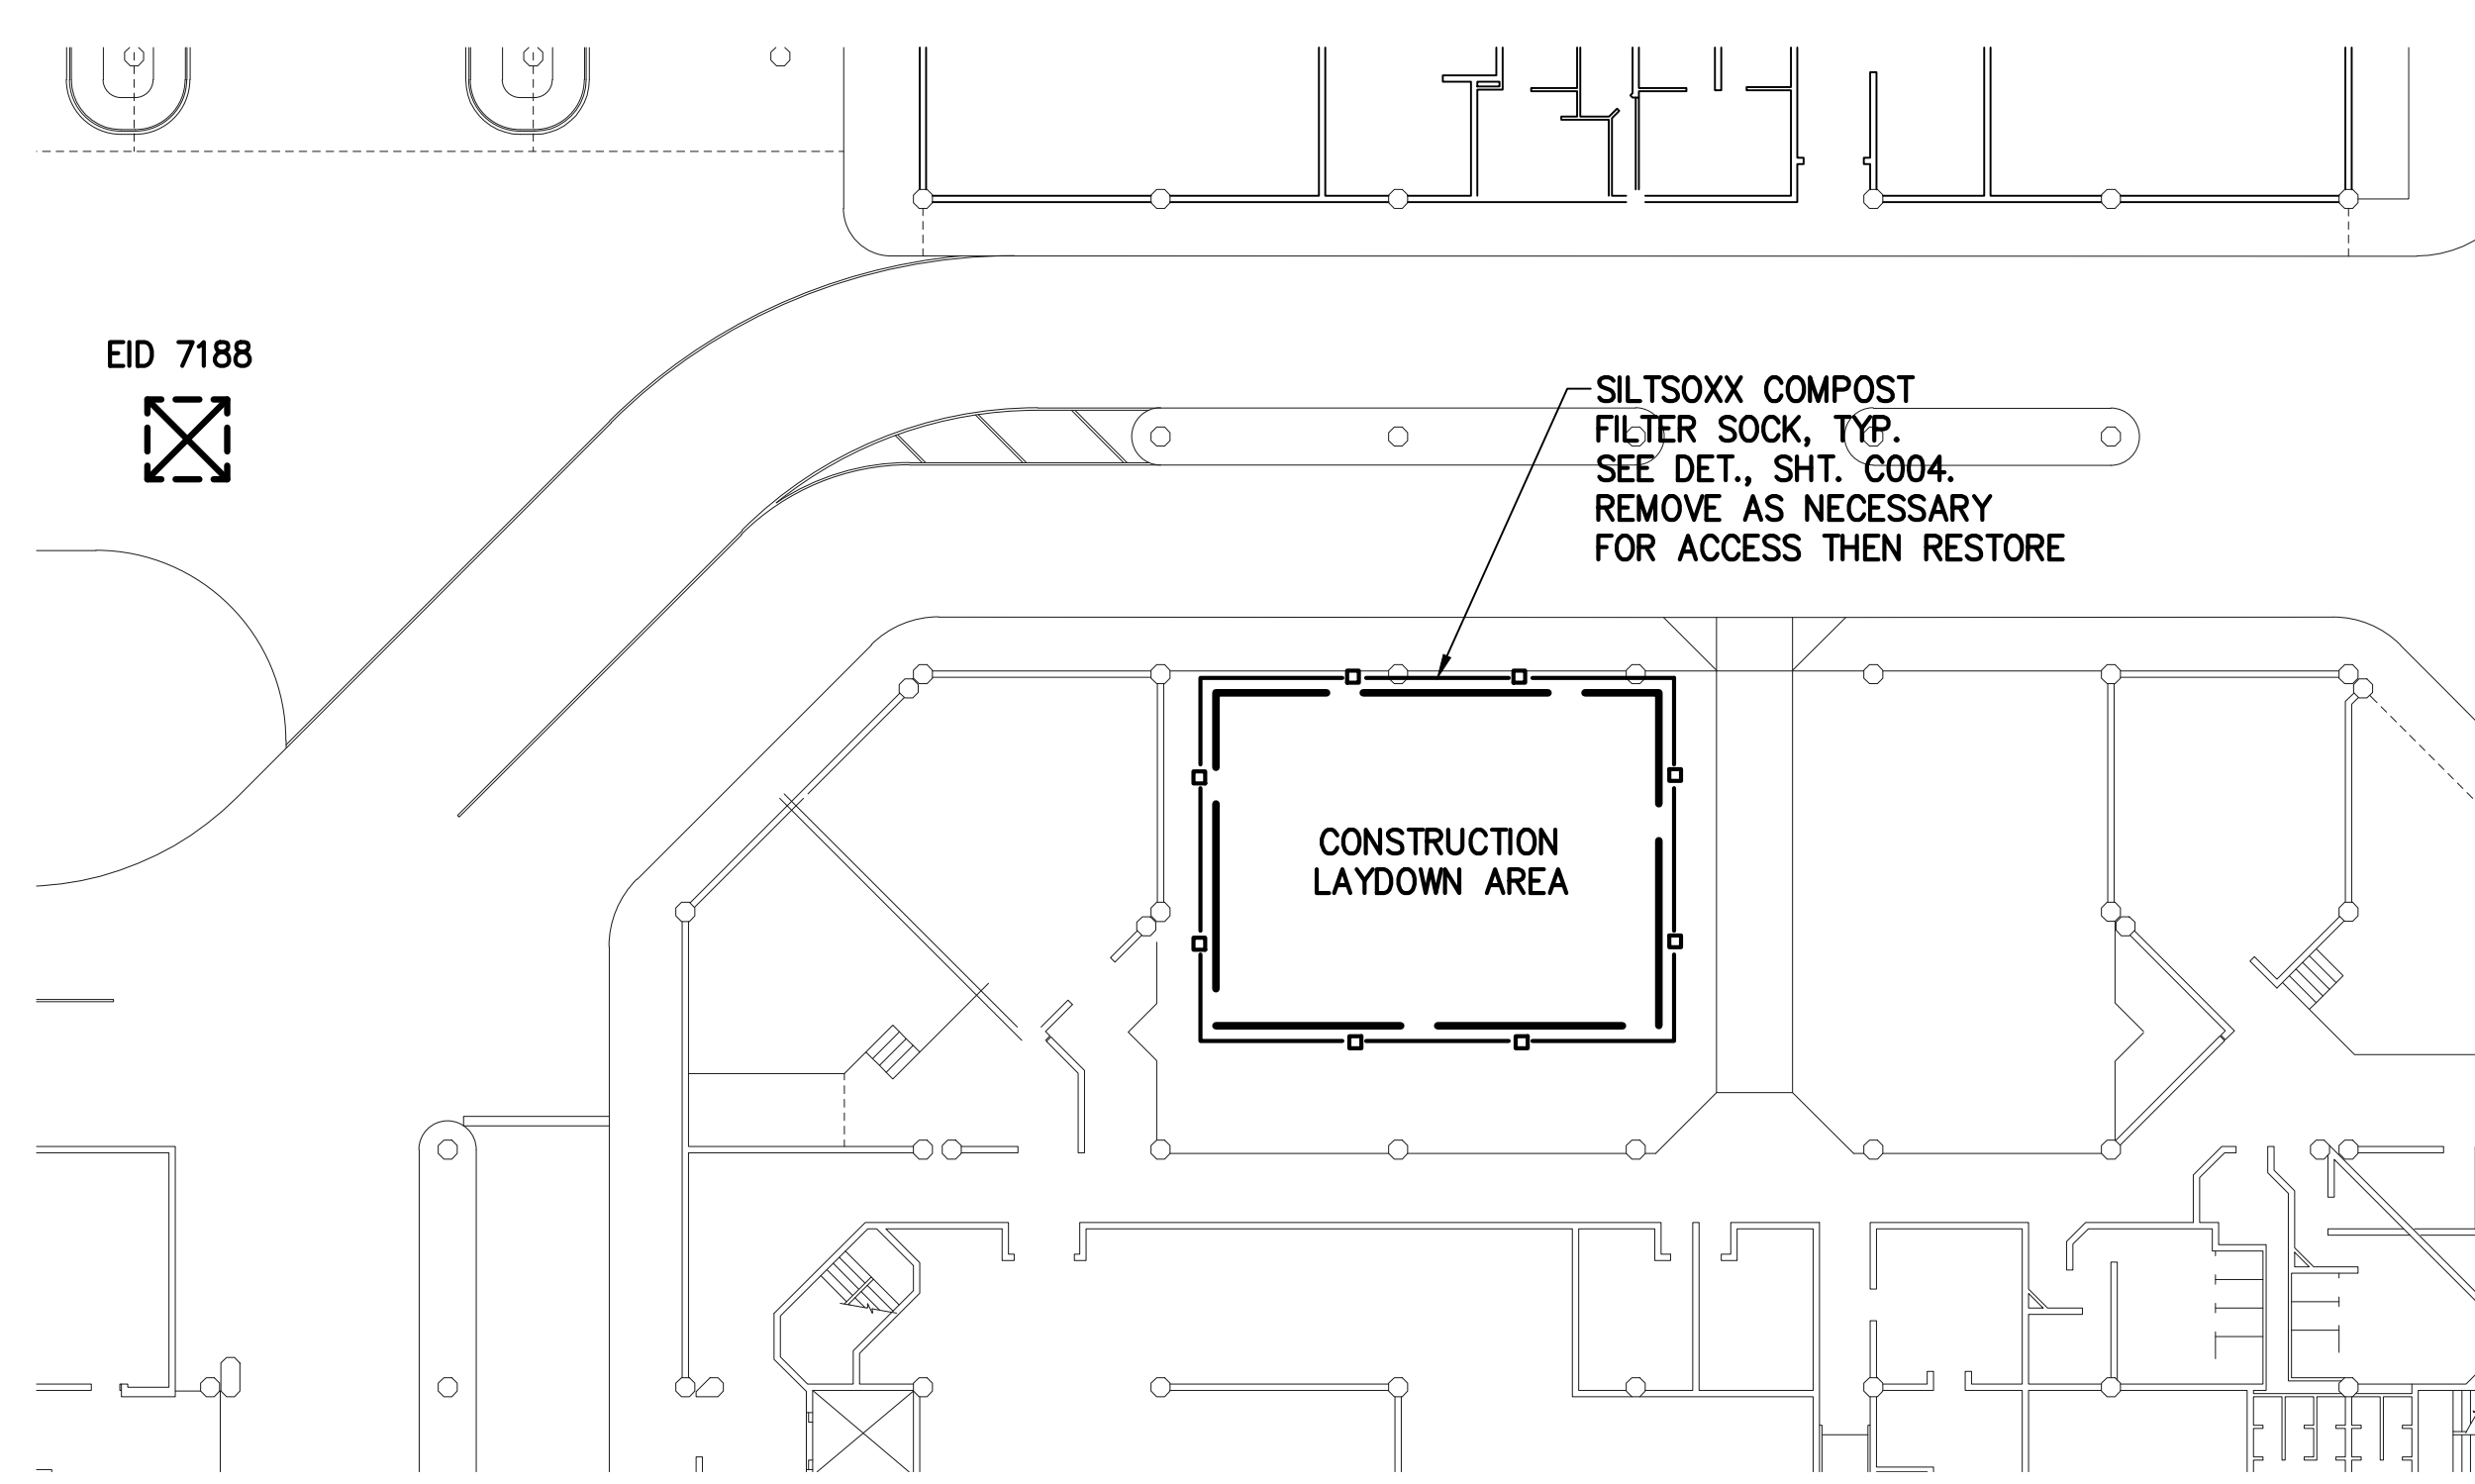 EID 7188
SILTSOXX COMPOST
FILTER SOCK, TYP.
SEE DET., SHT. C004.
REMOVE AS NECESSARY
FOR ACCESS THEN RESTORE
CONSTRUCTION
LAYDOWN AREA